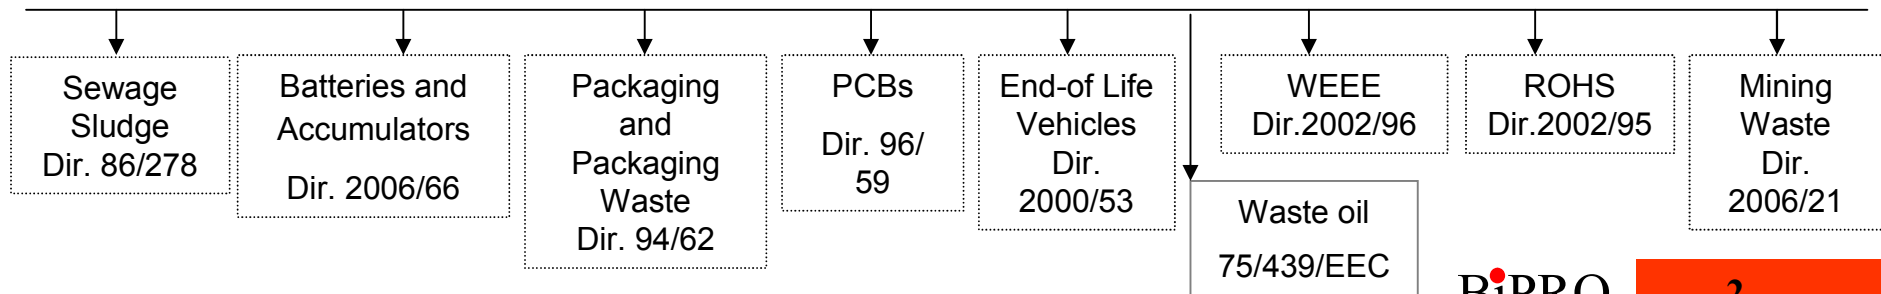 Sewage
Sludge
Dir. 86/278
Batteries and
Accumulators
Dir. 2006/66
Packaging
and
Packaging
Waste
Dir. 94/62
PCBs
Dir. 96/
59
End-of Life
Vehicles
Dir.
2000/53
Waste oil
75/439/EEC
WEEE
Dir.2002/96
ROHS
Dir.2002/95
Mining
Waste
Dir.
2006/21
BiPRO
2